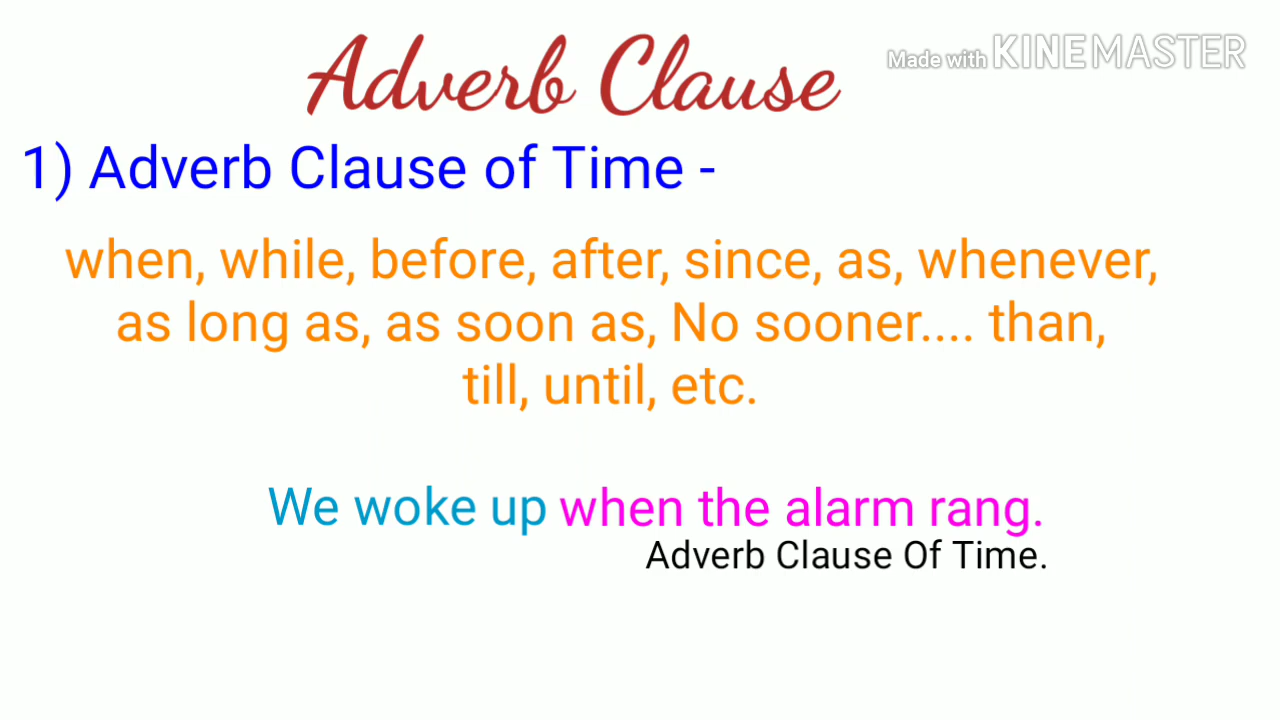 Adverb Clause
Made with KINEMASTER
1) Adverb Clause of Time -
when, while, before, after, since, as, whenever,
as long as, as soon as, No sooner.... than,
till, until, etc.
We woke up when the alarm rang.
Adverb Clause Of Time.